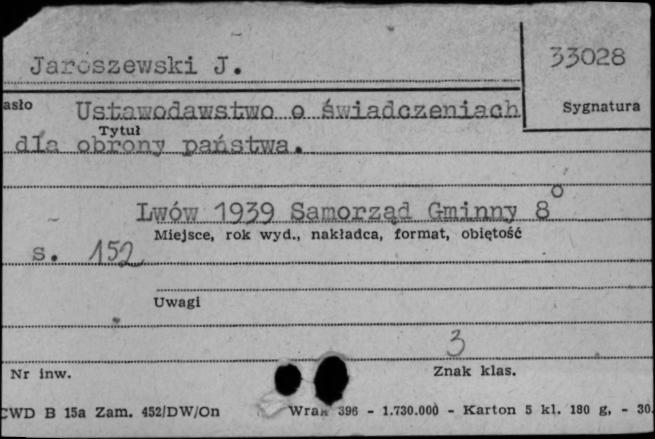 Jaroszewski J.
33028
asło
Ustawodawstwo o świadczeniach
Sygnatura
Tytuł
dla obrony państwa.
Lwów 1939 Samorząd Gminny 8°
Miejsce, rok wyd., nakładca, format, objętość
s. 152
Uwagi
3
Nr inw.
Znak klas.
CWD B 15a Zam. 452/DW/On
396 - 1.730.000 - Karton 5 kl. 180 g, - 30.